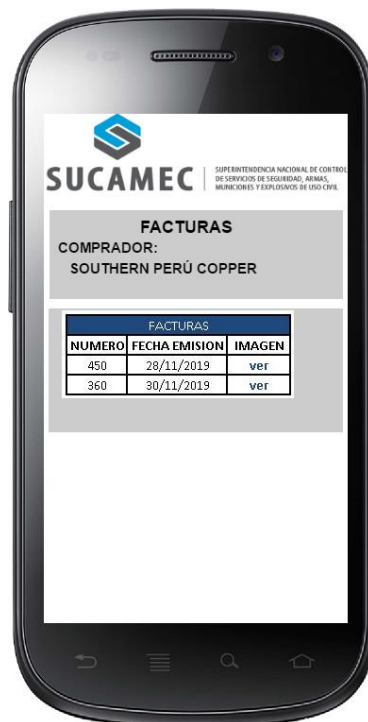 SUCAMEC
SUPERINTENDENCIA NACIONAL DE CONTROL
DE SERVICIOS DE SEGURIDAD, ARMAS,
MUNICIONES Y EXPLOSIVOS DE USO CIVIL
FACTURAS
COMPRADOR:
SOUTHERN PERÚ COPPER
FACTURAS
NUMERO FECHA EMISION IMAGEN
450 28/11/2019 ver
360 30/11/2019 ver